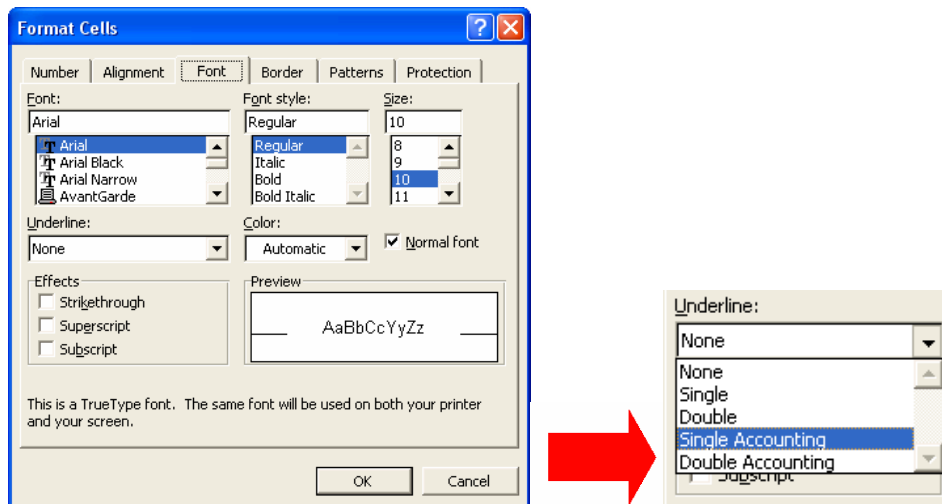 Format Cells
Number Alignment Font Border Patterns Protection
Font: Font style: Size:
Arial Regular 10
Arial Regular 8
Arial Black Italic 9
Arial Narrow Bold 10
AvantGarde Bold Italic 11
Underline: Color:
None Automatic Normal font
Effects Preview
Strikethrough
Superscript AaBbCcYyZz
Subscript
This is a TrueType font. The same font will be used on both your printer
and your screen.
OK Cancel
Underline:
None
None
Single
Double
Single Accounting
Double Accounting
Subscript